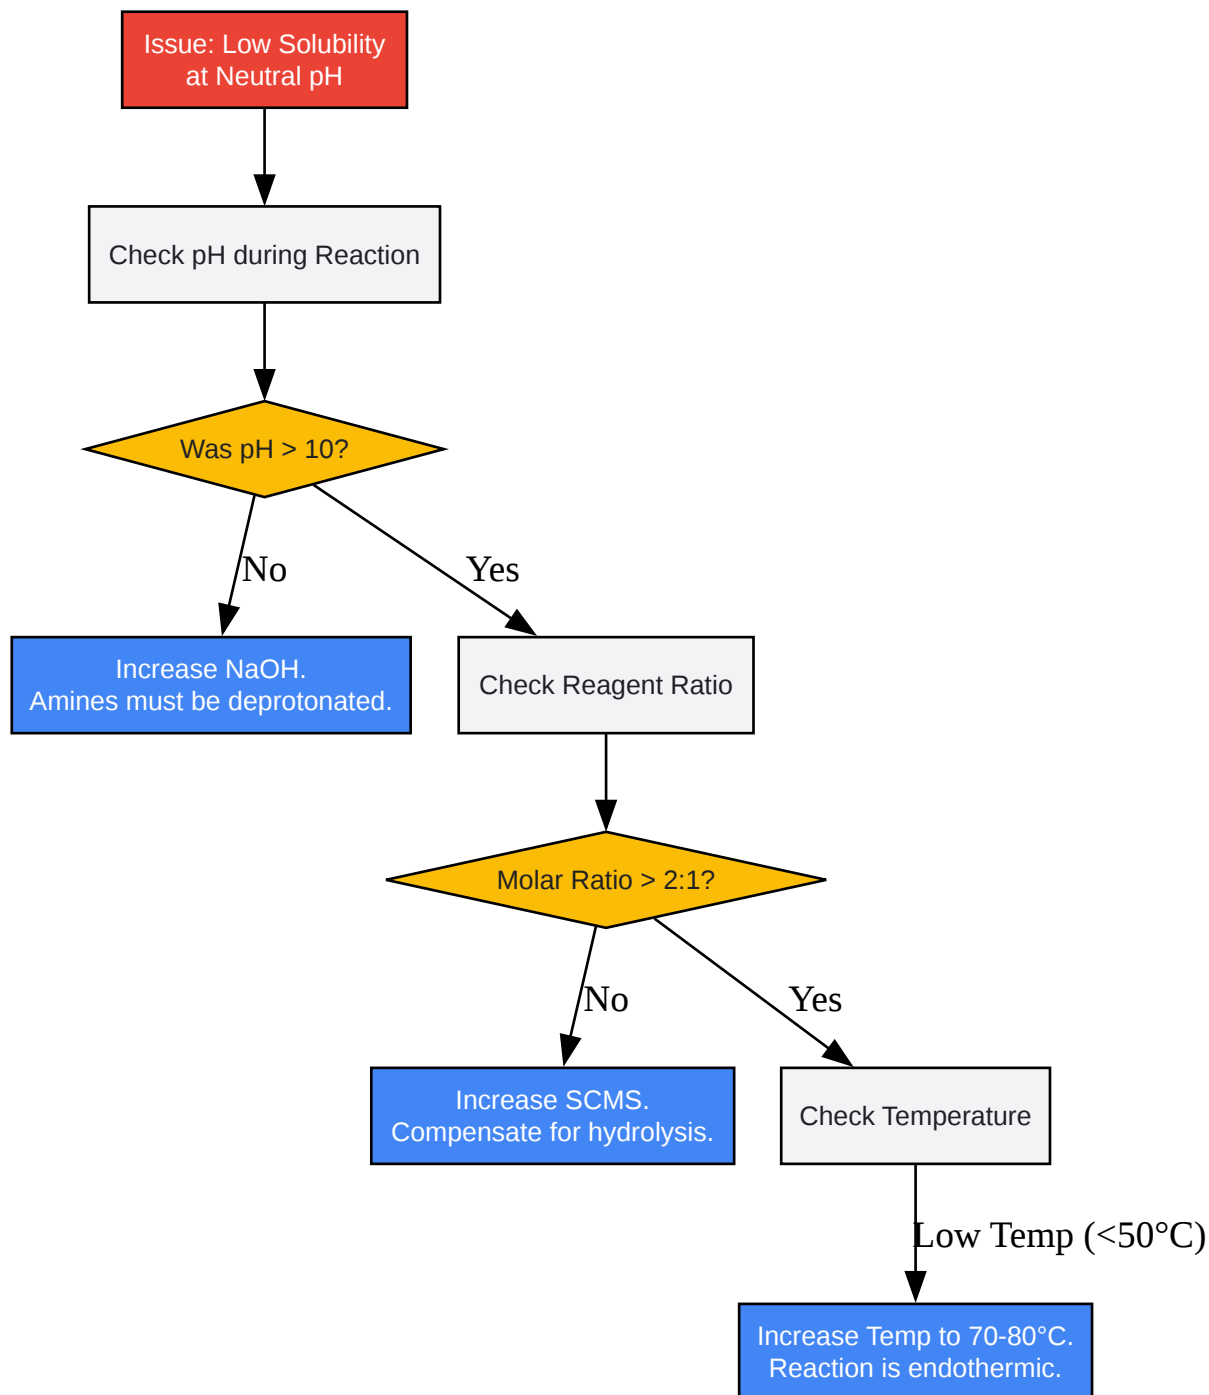 Issue: Low Solubility
at Neutral pH
Check pH during Reaction
Was pH > 10?
No
Yes
Increase NaOH.
Amines must be deprotonated.
Check Reagent Ratio
Molar Ratio > 2:1?
No
Yes
Increase SCMS.
Compensate for hydrolysis.
Check Temperature
Low Temp (<50°C)
Increase Temp to 70-80°C.
Reaction is endothermic.